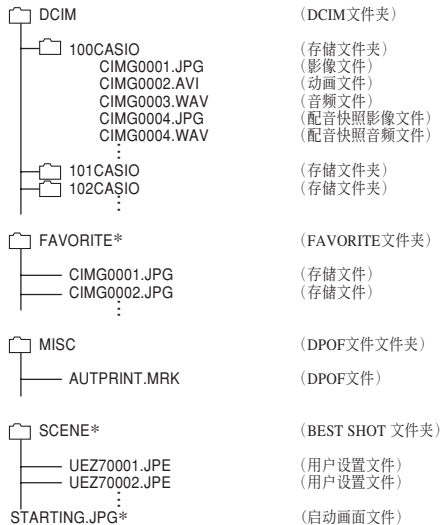 DCIM （DCIM文件夹）
100CASIO （存储文件夹）
CIMG0001.JPG （影像文件）
CIMG0002.AVI （动画文件）
CIMG0003.WAV （音频文件）
CIMG0004.JPG （配音快照影像文件）
CIMG0004.WAV （配音快照音频文件）
101CASIO （存储文件夹）
102CASIO （存储文件夹）
FAVORITE* （FAVORITE文件夹）
CIMG0001.JPG （存储文件）
CIMG0002.JPG （存储文件）
MISC （DPOF文件文件夹）
AUTPRINT.MRK （DPOF文件）
SCENE* （BEST SHOT 文件夹）
UEZ70001.JPE （用户设置文件）
UEZ70002.JPE （用户设置文件）
STARTING.JPG* （启动画面文件）